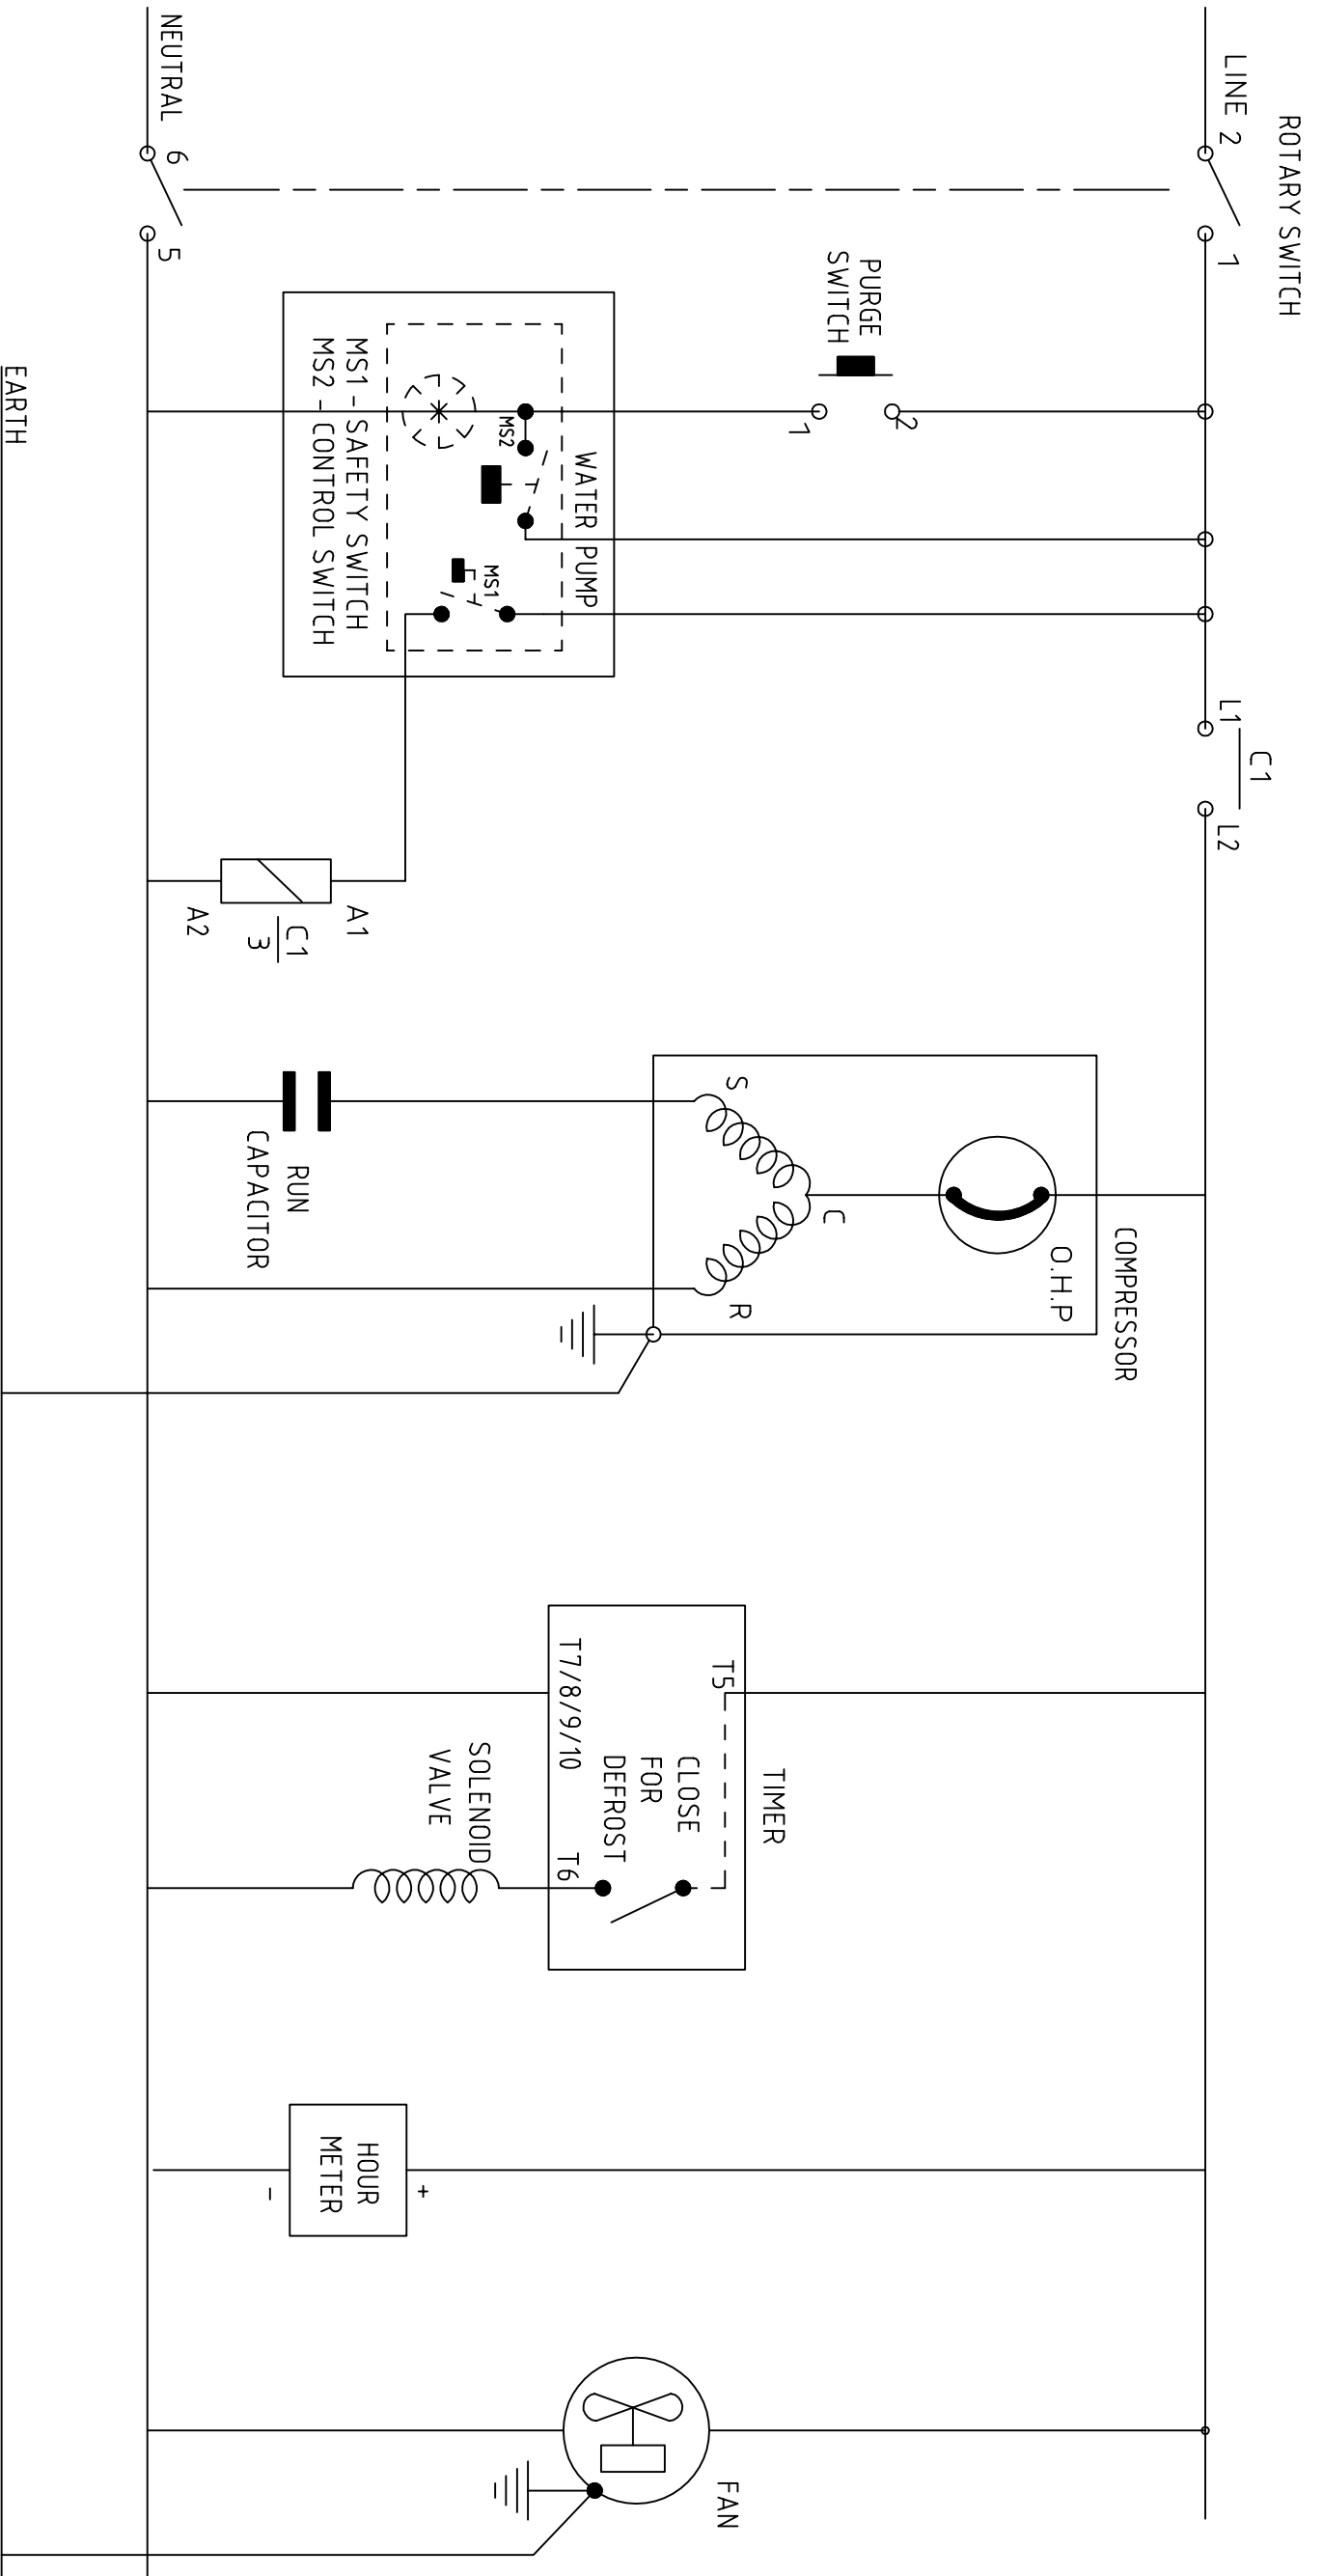 ROTARY SWITCH
LINE 2
1
NEUTRAL 6
5
EARTH
PURGE
SWITCH
2
1
WATER PUMP
MS2
MS1
MS1 - SAFETY SWITCH
MS2 - CONTROL SWITCH
C1
L1
L2
A1
C1
3
A2
COMPRESSOR
O.H.P
C
S
R
RUN
CAPACITOR
TIMER
T5
CLOSE
FOR
DEFROST
T7/8/9/10
T6
SOLENOID
VALVE
+
HOUR
METER
-
FAN